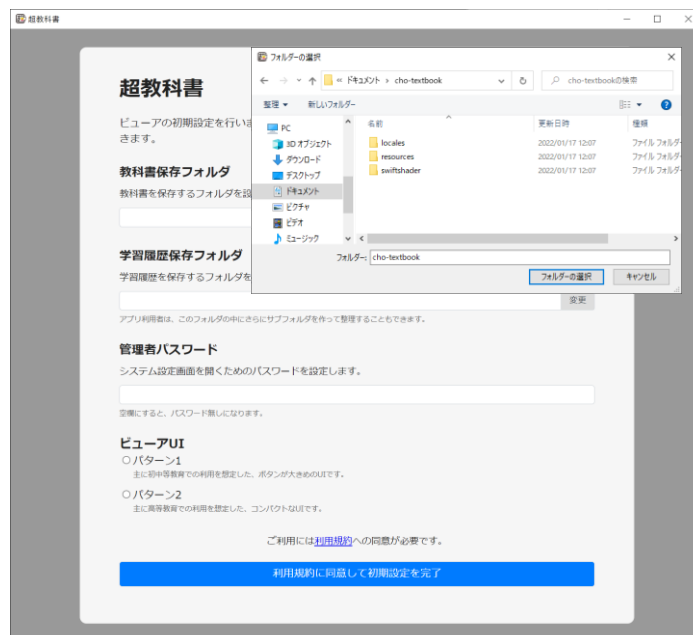 超教科書
超教科書
ビューアの初期設定を行い
きます。
教科書保存フォルダ
教科書を保存するフォルダを設
学習履歴保存フォルダ
学習履歴を保存するフォルダを
変更
アプリ利用者は、このフォルダの中にさらにサブフォルダを作って整理することもできます。
管理者パスワード
システム設定画面を開くためのパスワードを設定します。
空欄にすると、パスワード無しになります。
ビューアUI
パターン1
主に初中等教育での利用を想定した、ボタンが大きめのUIです。
パターン2
主に高等教育での利用を想定した、コンパクトなUIです。
ご利用には利用規約への同意が必要です。
利用規約に同意して初期設定を完了
フォルダーの選択
« ドキュメント > cho-textbook
cho-textbookの検索
整理 新しいフォルダー
PC
3D オブジェクト
ダウンロード
デスクトップ
ドキュメント
ピクチャ
ビデオ
ミュージック
名前 更新日時 種類
locales 2022/01/17 12:07 ファイル フォルダー
resources 2022/01/17 12:07 ファイル フォルダー
swiftshader 2022/01/17 12:07 ファイル フォルダー
フォルダー: cho-textbook
フォルダーの選択 キャンセル